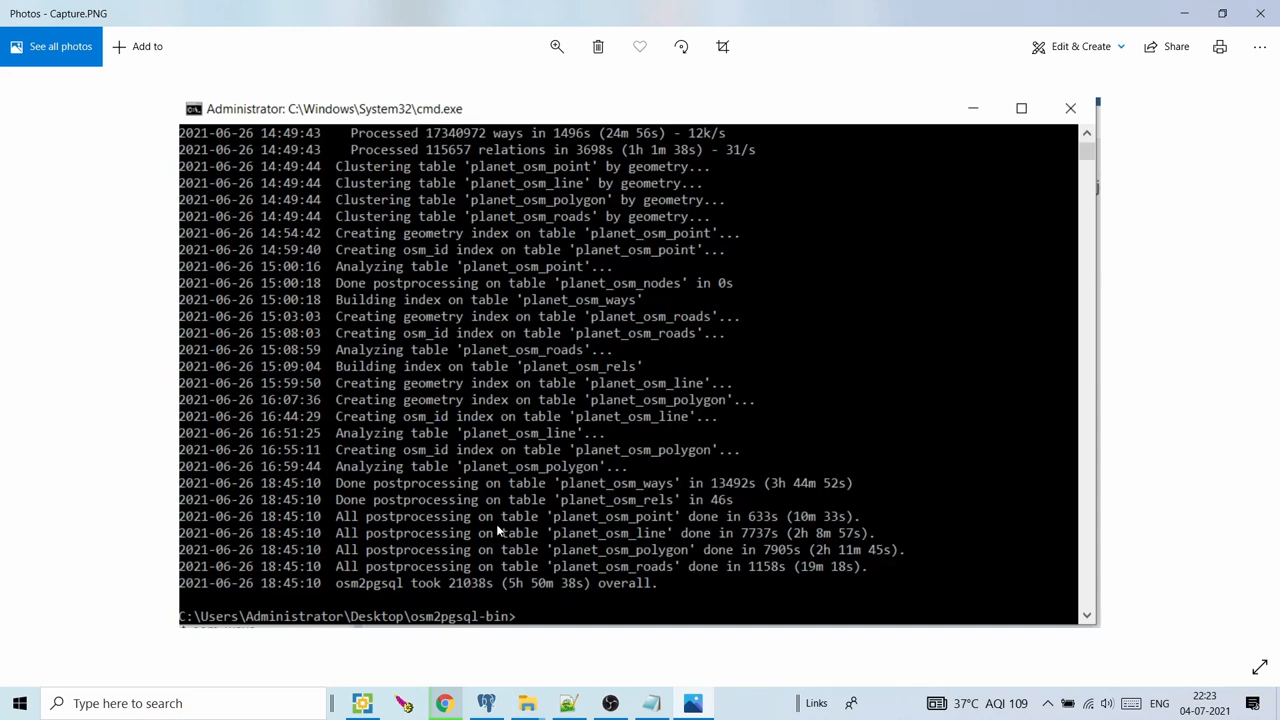 Photos - Capture.PNG
See all photos
Add to
Edit & Create
Share
Administrator: C:\Windows\System32\cmd.exe
2021-06-26 14:49:43    Processed 17340972 ways in 1496s (24m 56s) - 12k/s
2021-06-26 14:49:43    Processed 115657 relations in 3698s (1h 1m 38s) - 31/s
2021-06-26 14:49:44  Clustering table 'planet_osm_point' by geometry...
2021-06-26 14:49:44  Clustering table 'planet_osm_line' by geometry...
2021-06-26 14:49:44  Clustering table 'planet_osm_polygon' by geometry...
2021-06-26 14:49:44  Clustering table 'planet_osm_roads' by geometry...
2021-06-26 14:54:42  Creating geometry index on table 'planet_osm_point'...
2021-06-26 14:59:40  Creating osm_id index on table 'planet_osm_point'...
2021-06-26 15:00:16  Analyzing table 'planet_osm_point'...
2021-06-26 15:00:18  Done postprocessing on table 'planet_osm_nodes' in 0s
2021-06-26 15:00:18  Building index on table 'planet_osm_ways'
2021-06-26 15:03:03  Creating geometry index on table 'planet_osm_roads'...
2021-06-26 15:08:03  Creating osm_id index on table 'planet_osm_roads'...
2021-06-26 15:08:59  Analyzing table 'planet_osm_roads'...
2021-06-26 15:09:04  Building index on table 'planet_osm_rels'
2021-06-26 15:59:50  Creating geometry index on table 'planet_osm_line'...
2021-06-26 16:07:36  Creating geometry index on table 'planet_osm_polygon'...
2021-06-26 16:44:29  Creating osm_id index on table 'planet_osm_line'...
2021-06-26 16:51:25  Analyzing table 'planet_osm_line'...
2021-06-26 16:55:11  Creating osm_id index on table 'planet_osm_polygon'...
2021-06-26 16:59:44  Analyzing table 'planet_osm_polygon'...
2021-06-26 18:45:10  Done postprocessing on table 'planet_osm_ways' in 13492s (3h 44m 52s)
2021-06-26 18:45:10  Done postprocessing on table 'planet_osm_rels' in 46s
2021-06-26 18:45:10  All postprocessing on table 'planet_osm_point' done in 633s (10m 33s).
2021-06-26 18:45:10  All postprocessing on table 'planet_osm_line' done in 7737s (2h 8m 57s).
2021-06-26 18:45:10  All postprocessing on table 'planet_osm_polygon' done in 7905s (2h 11m 45s).
2021-06-26 18:45:10  All postprocessing on table 'planet_osm_roads' done in 1158s (19m 18s).
2021-06-26 18:45:10  osm2pgsql took 21038s (5h 50m 38s) overall.
C:\Users\Administrator\Desktop\osm2pgsql-bin>
Type here to search
Links
37°C AQI 109
ENG
22:23
04-07-2021